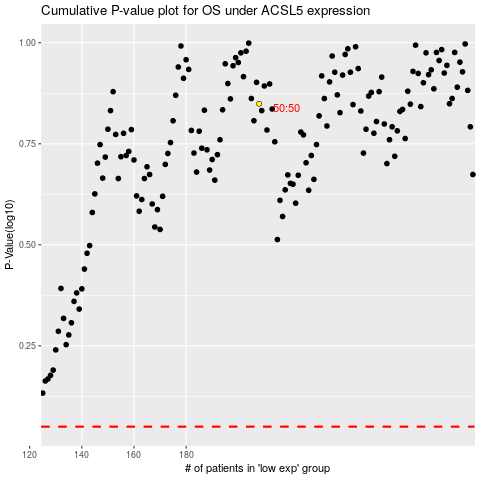 Cumulative P-value plot for OS under ACSL5 expression
P-Value(log10)
1.00
0.75
0.50
0.25
50:50
120 140 160 180
# of patients in 'low exp' group